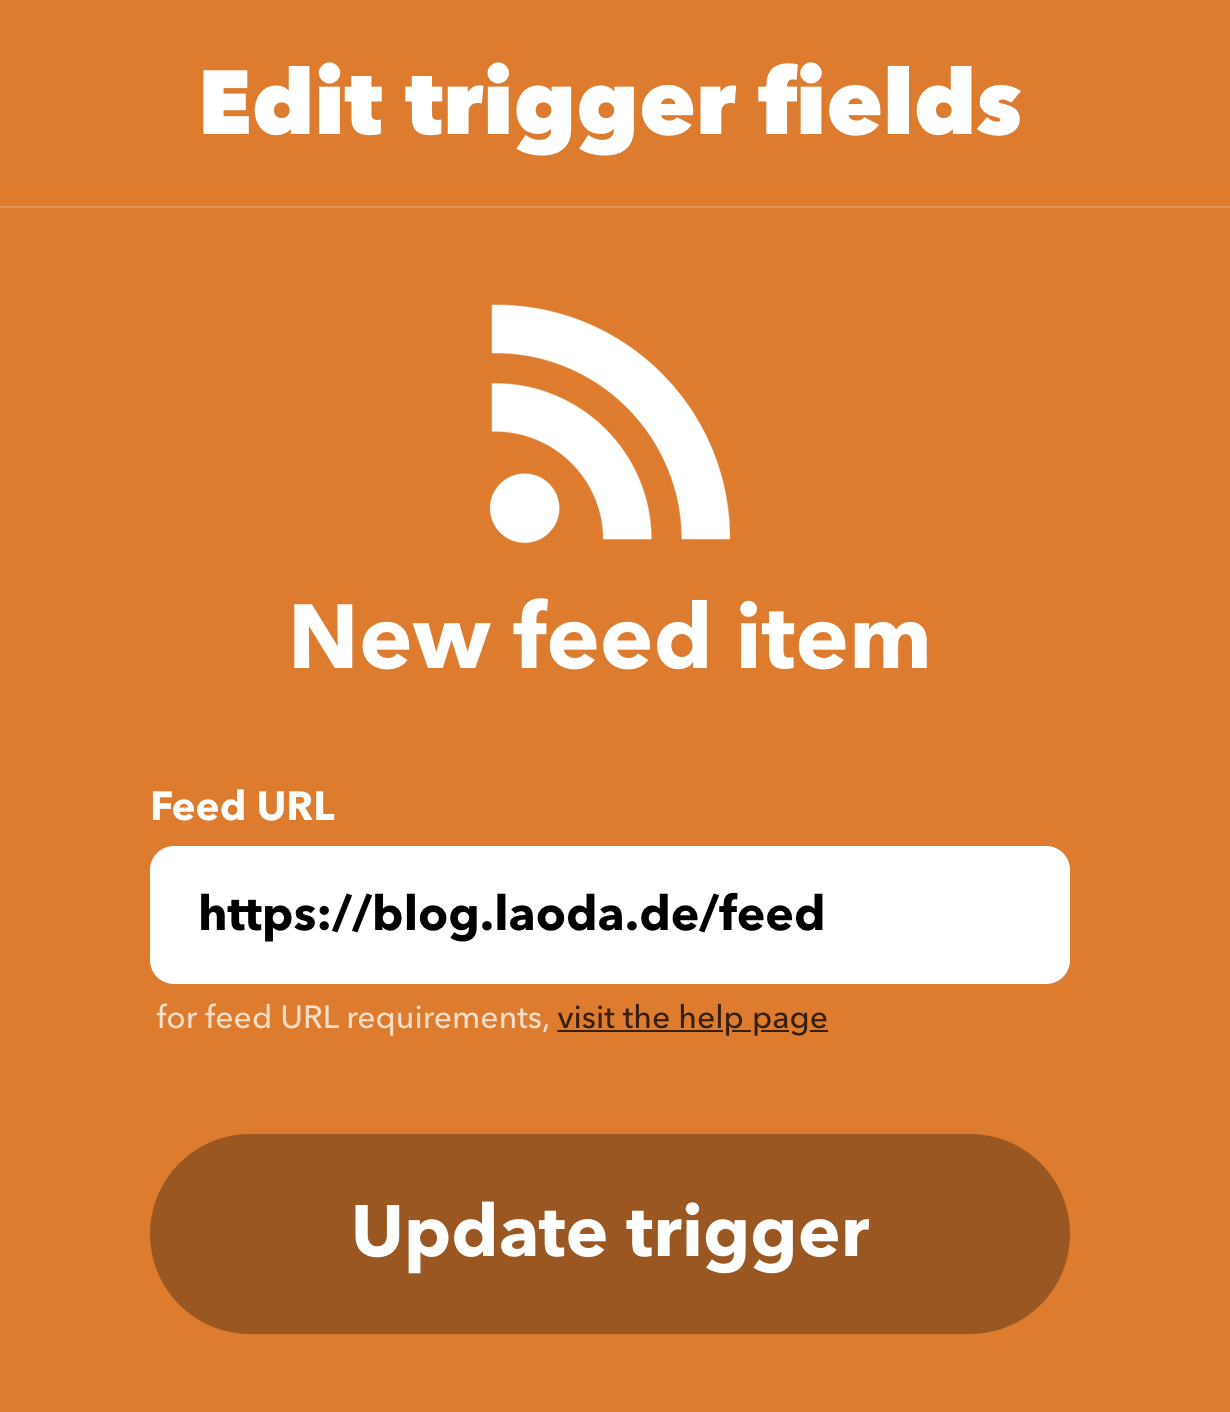 Edit trigger fields
New feed item
Feed URL
https://blog.laoda.de/feed
for feed URL requirements, visit the help page
Update trigger